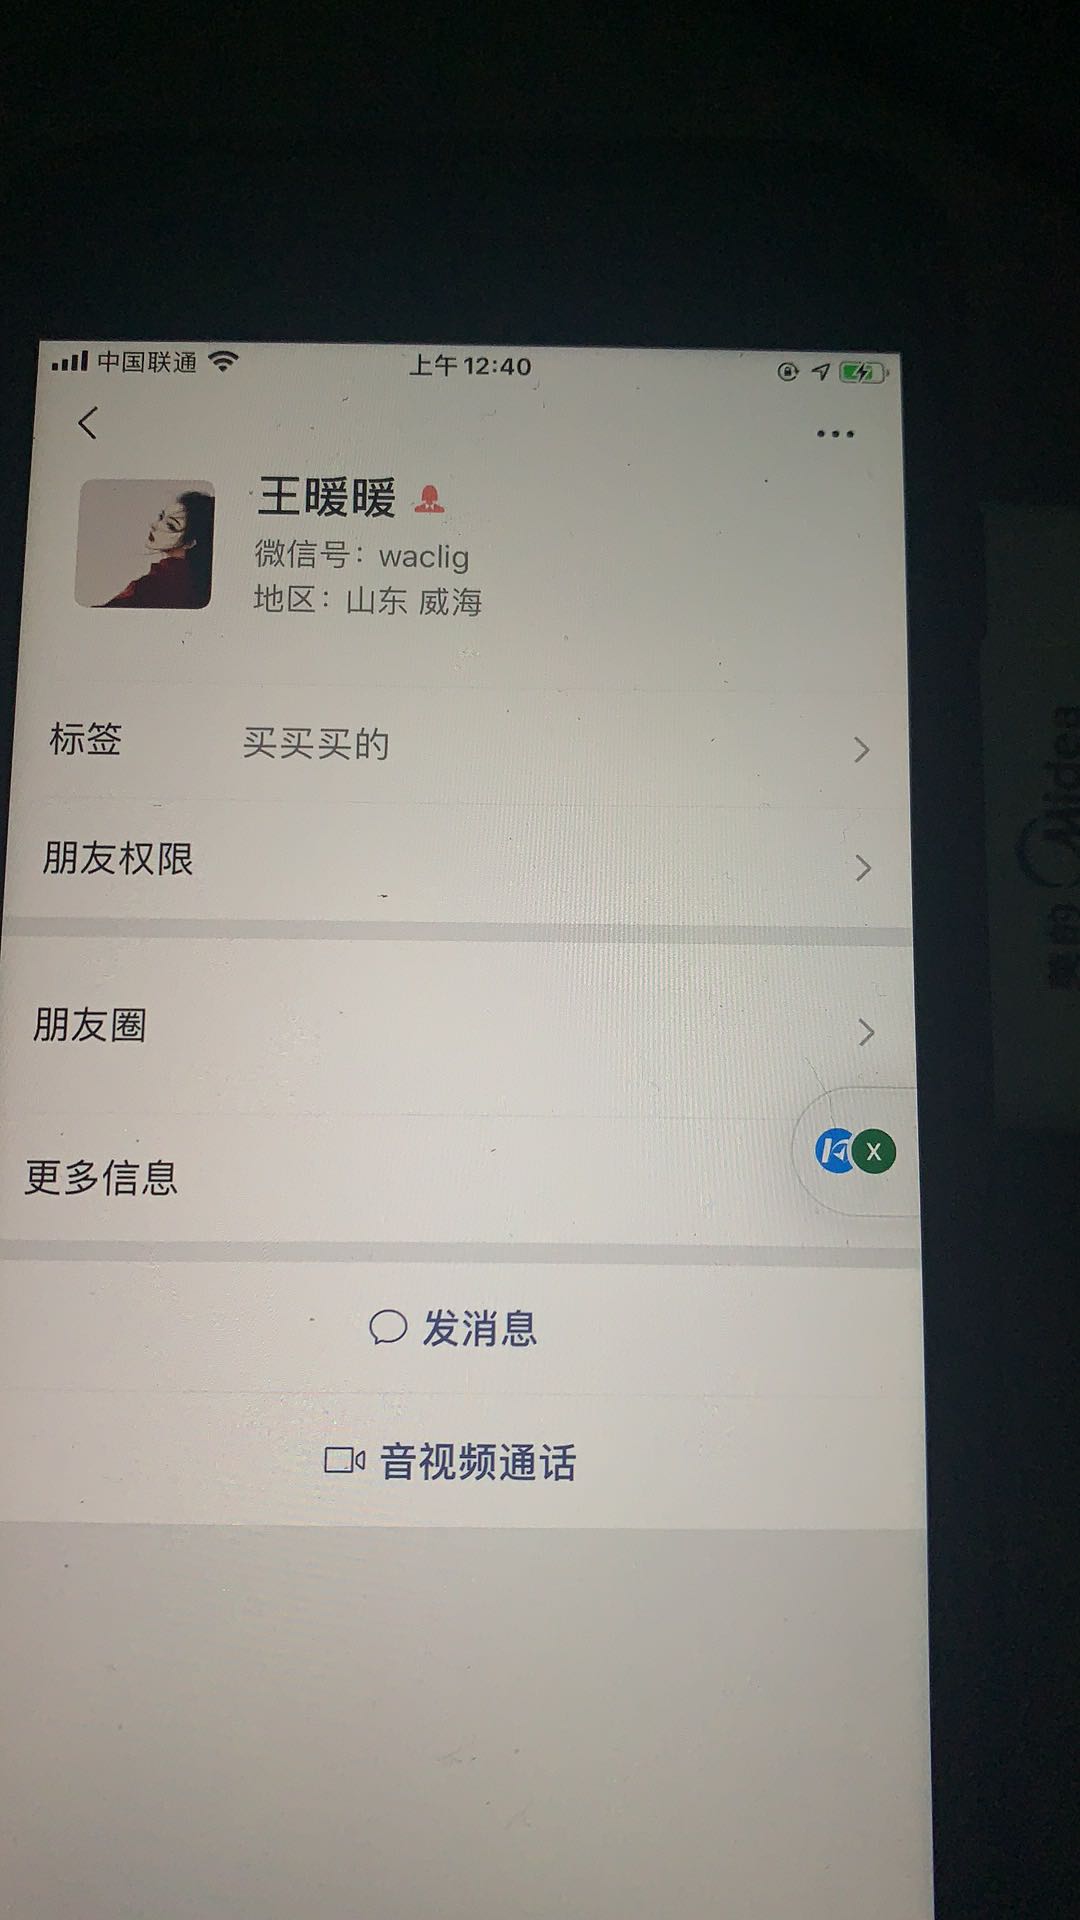 中国联通 上午12:40
王暖暖
微信号：waclig
地区：山东 威海
标签 买买买的
朋友权限
朋友圈
更多信息
X
发消息
音视频通话
美的 Midea